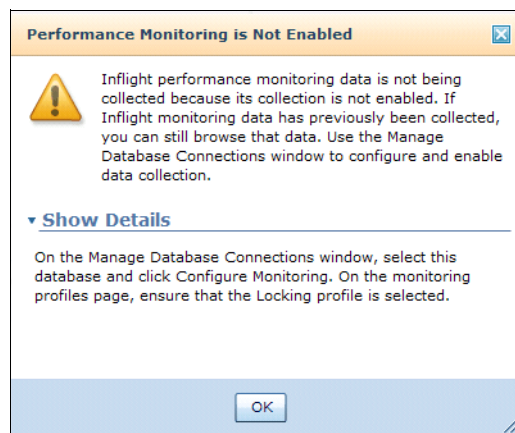 Performance Monitoring is Not Enabled
Inflight performance monitoring data is not being
collected because its collection is not enabled. If
Inflight monitoring data has previously been collected,
you can still browse that data. Use the Manage
Database Connections window to configure and enable
data collection.
Show Details
On the Manage Database Connections window, select this
database and click Configure Monitoring. On the monitoring
profiles page, ensure that the Locking profile is selected.
OK